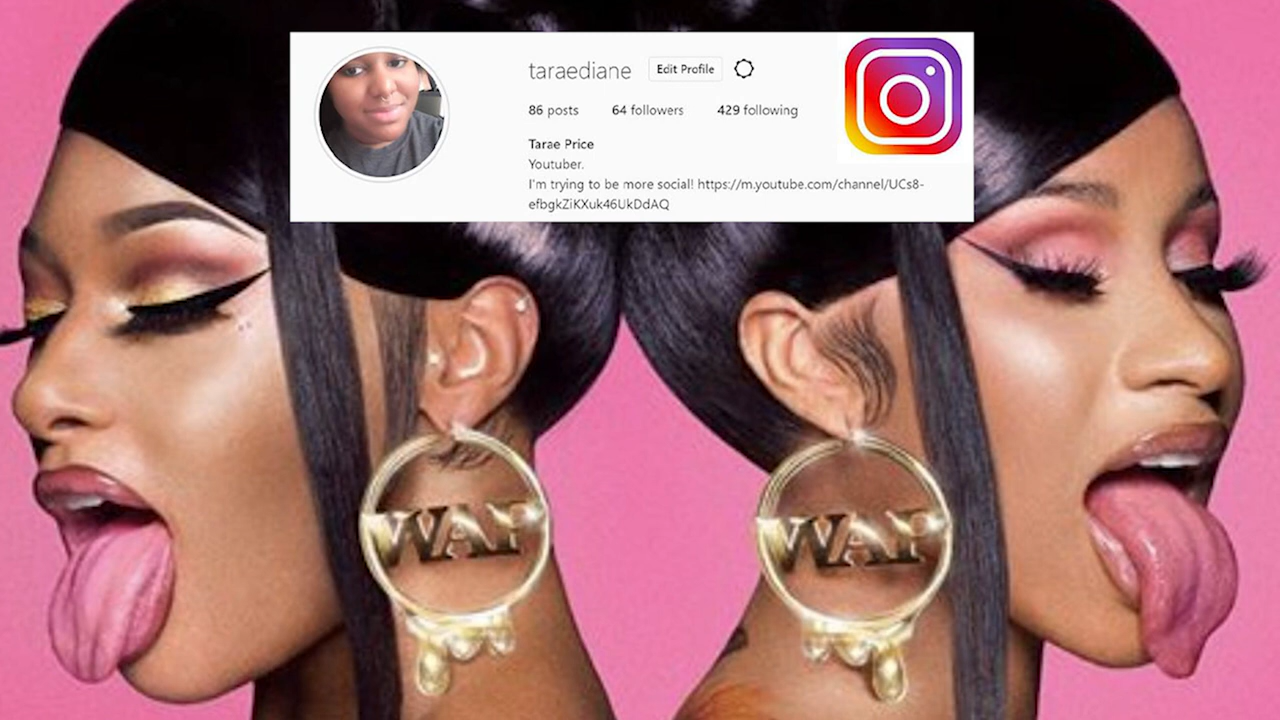 taraediane Edit Profile
86 posts 64 followers 429 following
Tarae Price
Youtuber.
I'm trying to be more social! https://m.youtube.com/channel/UCs8-
efbgkZiKXuk46UkDdAQ
WAP WAP